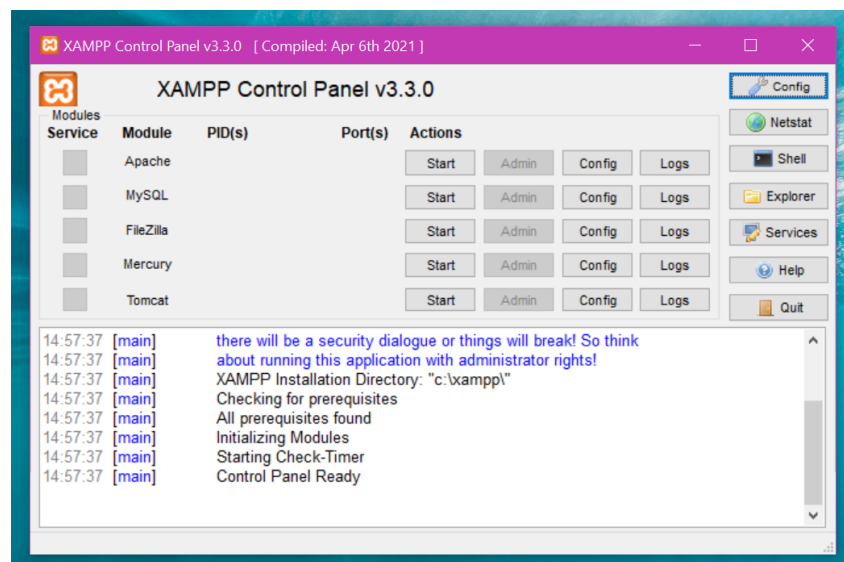 XAMPP Control Panel v3.3.0 [ Compiled: Apr 6th 2021 ]
XAMPP Control Panel v3.3.0
Config
Modules
Service Module PID(s) Port(s) Actions
Netstat
Apache Start Admin Config Logs
Shell
MySQL Start Admin Config Logs
Explorer
FileZilla Start Admin Config Logs
Services
Mercury Start Admin Config Logs
Help
Tomcat Start Admin Config Logs
Quit
14:57:37 [main] there will be a security dialogue or things will break! So think
14:57:37 [main] about running this application with administrator rights!
14:57:37 [main] XAMPP Installation Directory: "c:\xampp\"
14:57:37 [main] Checking for prerequisites
14:57:37 [main] All prerequisites found
14:57:37 [main] Initializing Modules
14:57:37 [main] Starting Check-Timer
14:57:37 [main] Control Panel Ready